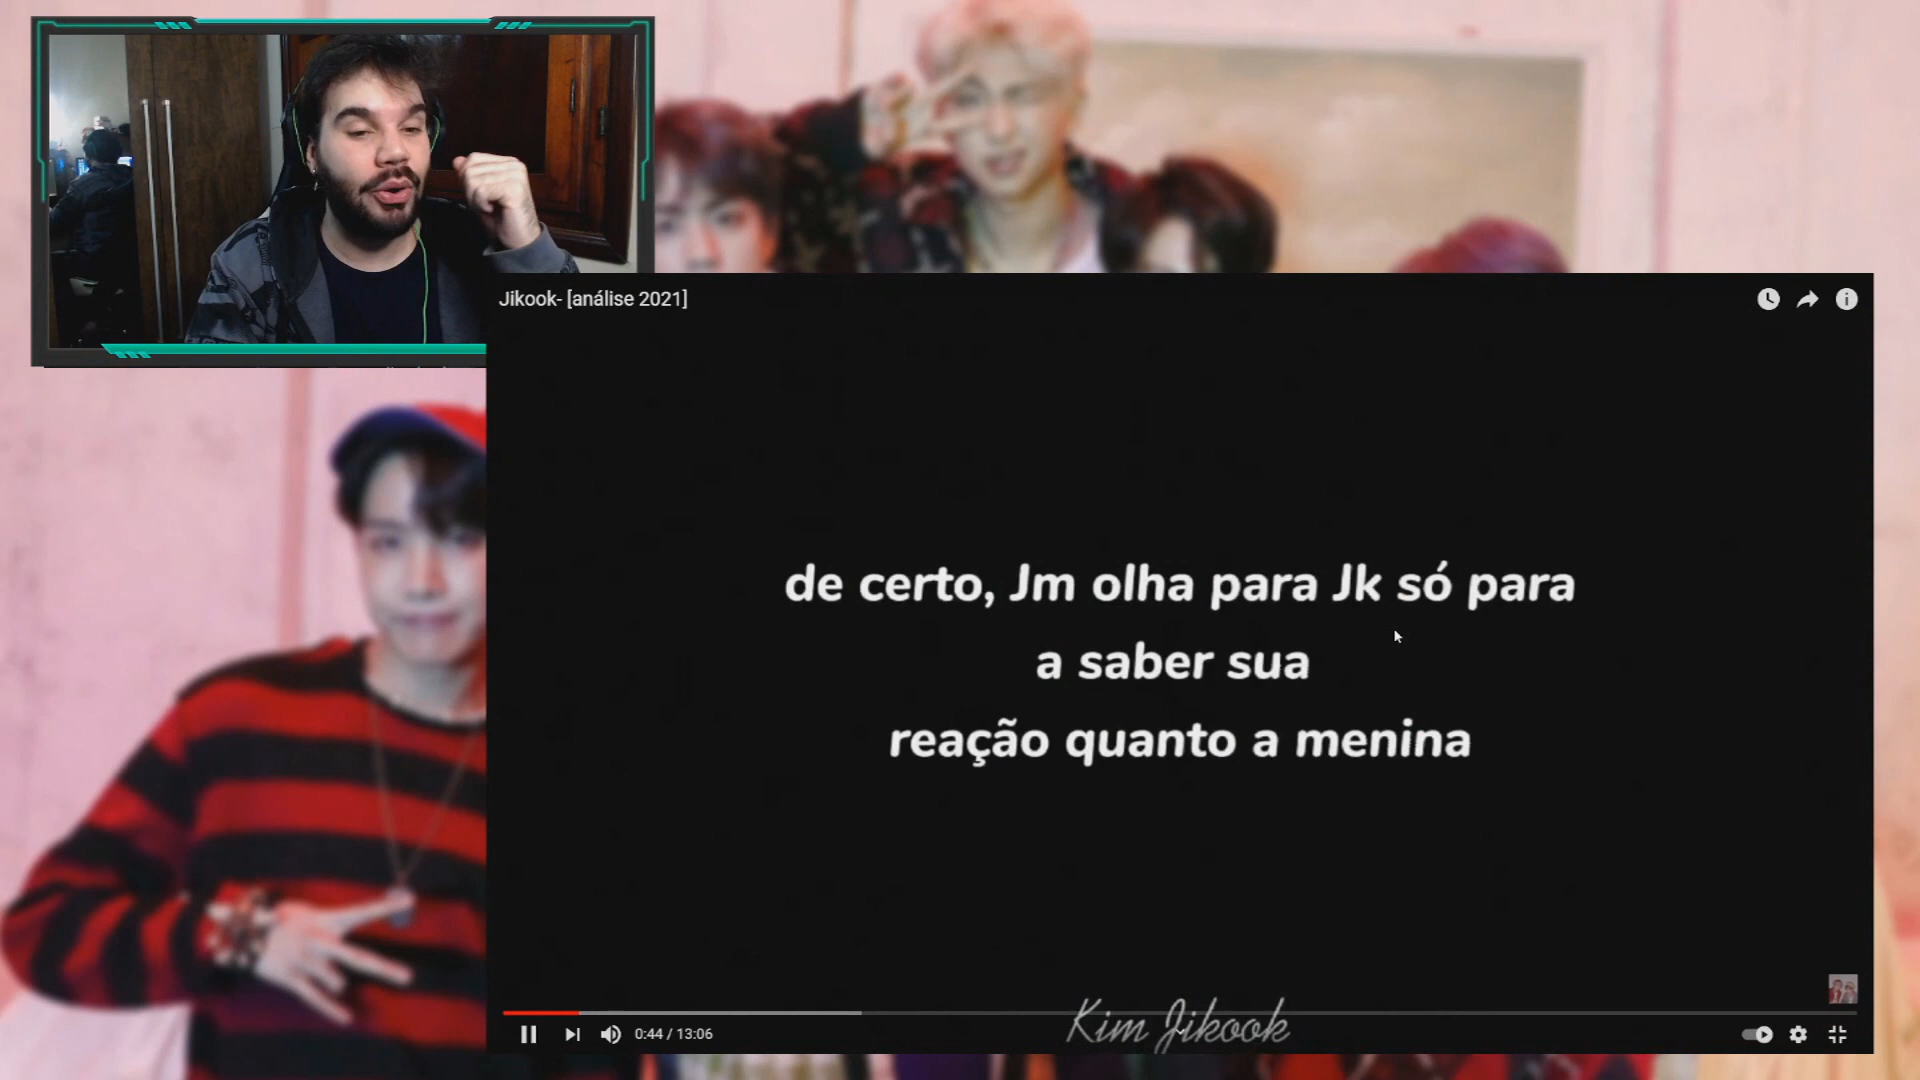 Jikook- [análise 2021]
de certo, Jm olha para Jk só para
a saber sua
reação quanto a menina
Kim Jikook
0:44 / 13:06